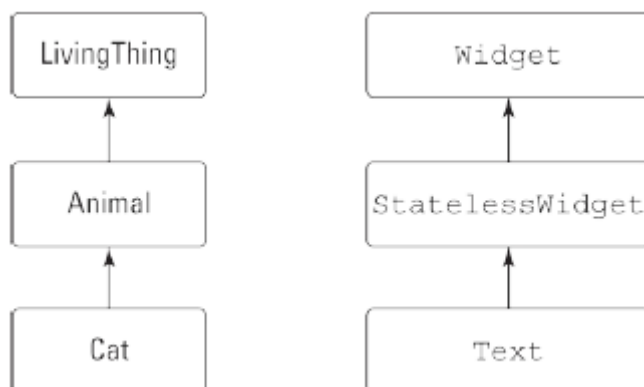 LivingThing
Widget
Animal
StatelessWidget
Cat
Text